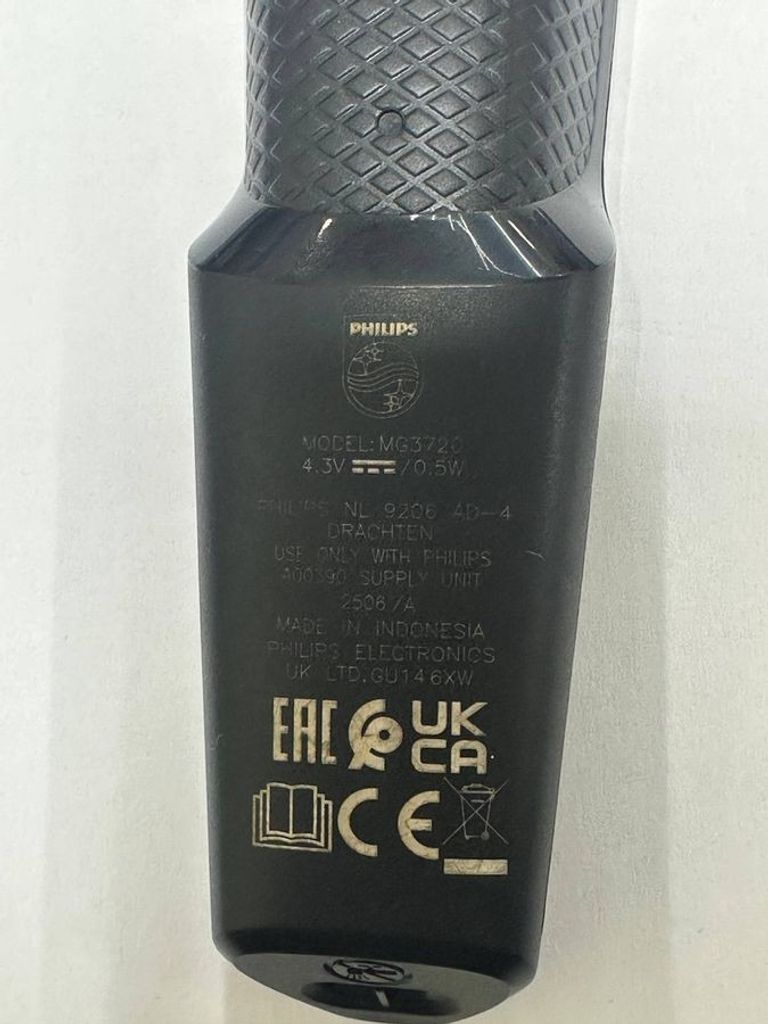 PHILIPS
MODEL: MG3720
4.3V ⎓ /0.5W
PHILIPS NL 9206 AD-4
DRACHTEN
USE ONLY WITH PHILIPS
A00390 SUPPLY UNIT
2506/A
MADE IN INDONESIA
PHILIPS ELECTRONICS
UK LTD.GU14 6XW
EAC UK
CA
CE